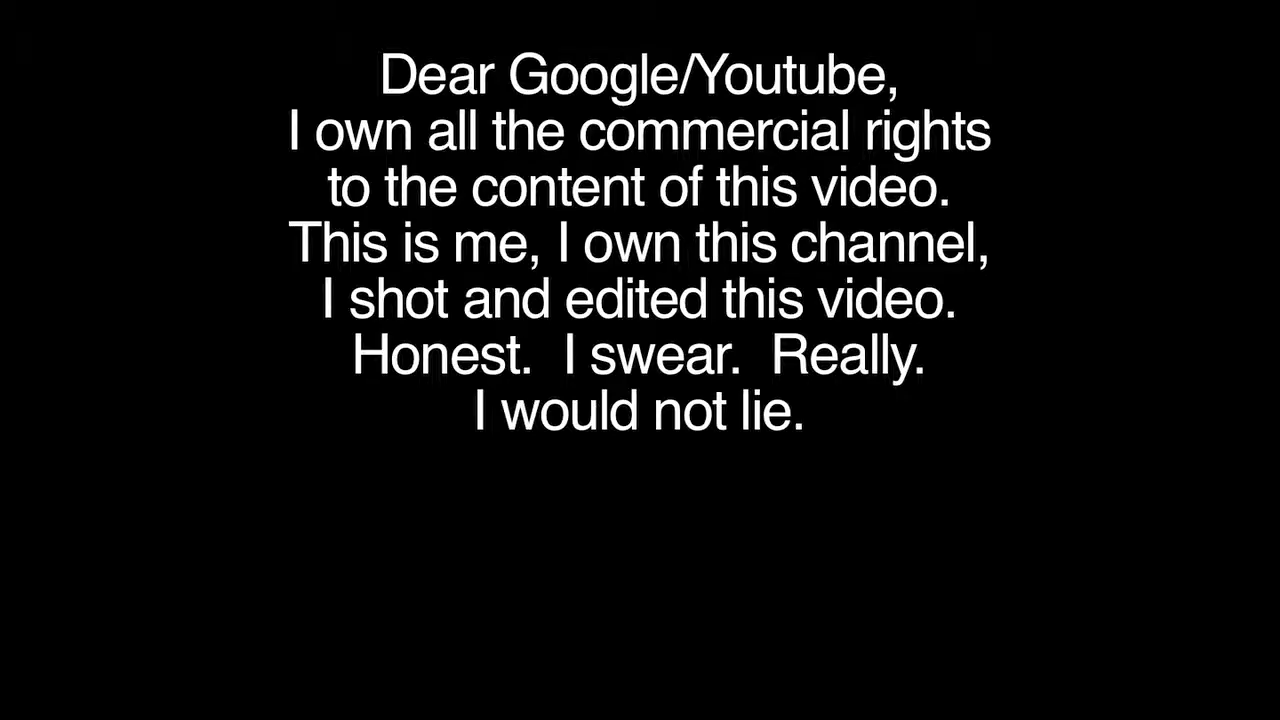 Dear Google/Youtube,
I own all the commercial rights
to the content of this video.
This is me, I own this channel,
I shot and edited this video.
Honest.  I swear.  Really.
I would not lie.